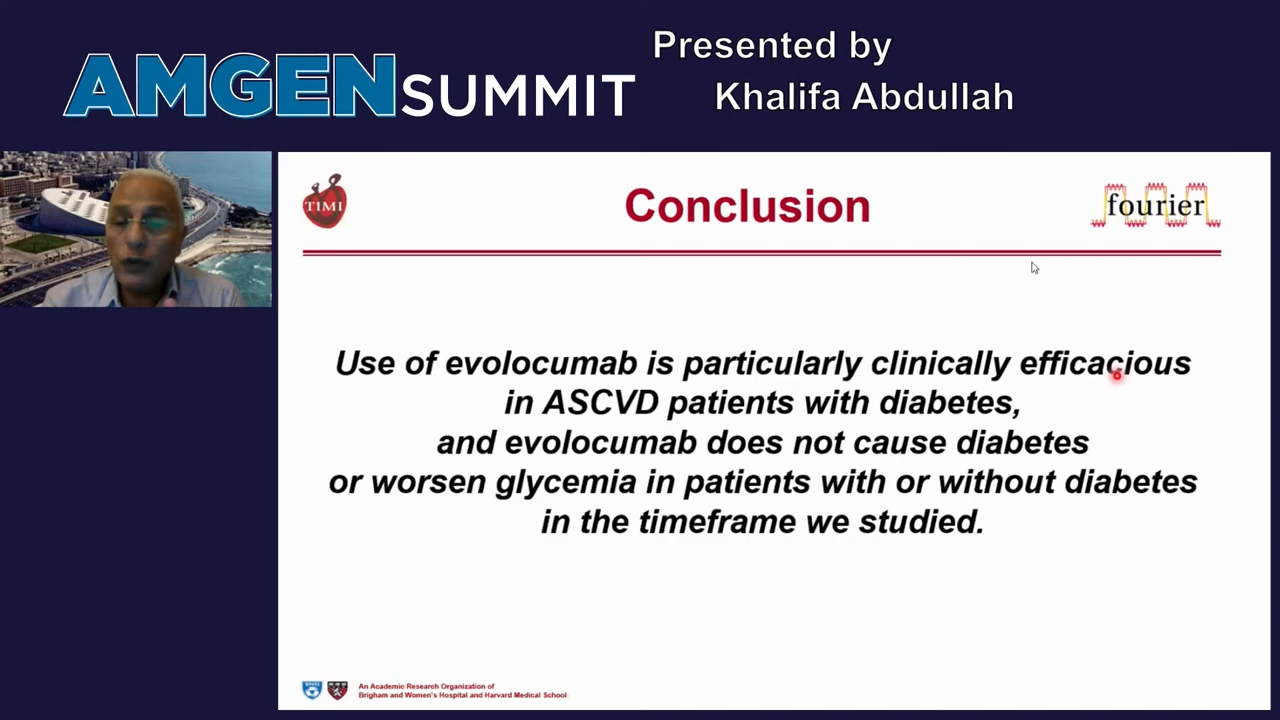 AMGEN SUMMIT
Presented by
Khalifa Abdullah
TIMI
Conclusion
fourier
Use of evolocumab is particularly clinically efficacious
in ASCVD patients with diabetes,
and evolocumab does not cause diabetes
or worsen glycemia in patients with or without diabetes
in the timeframe we studied.
An Academic Research Organization of
Brigham and Women's Hospital and Harvard Medical School